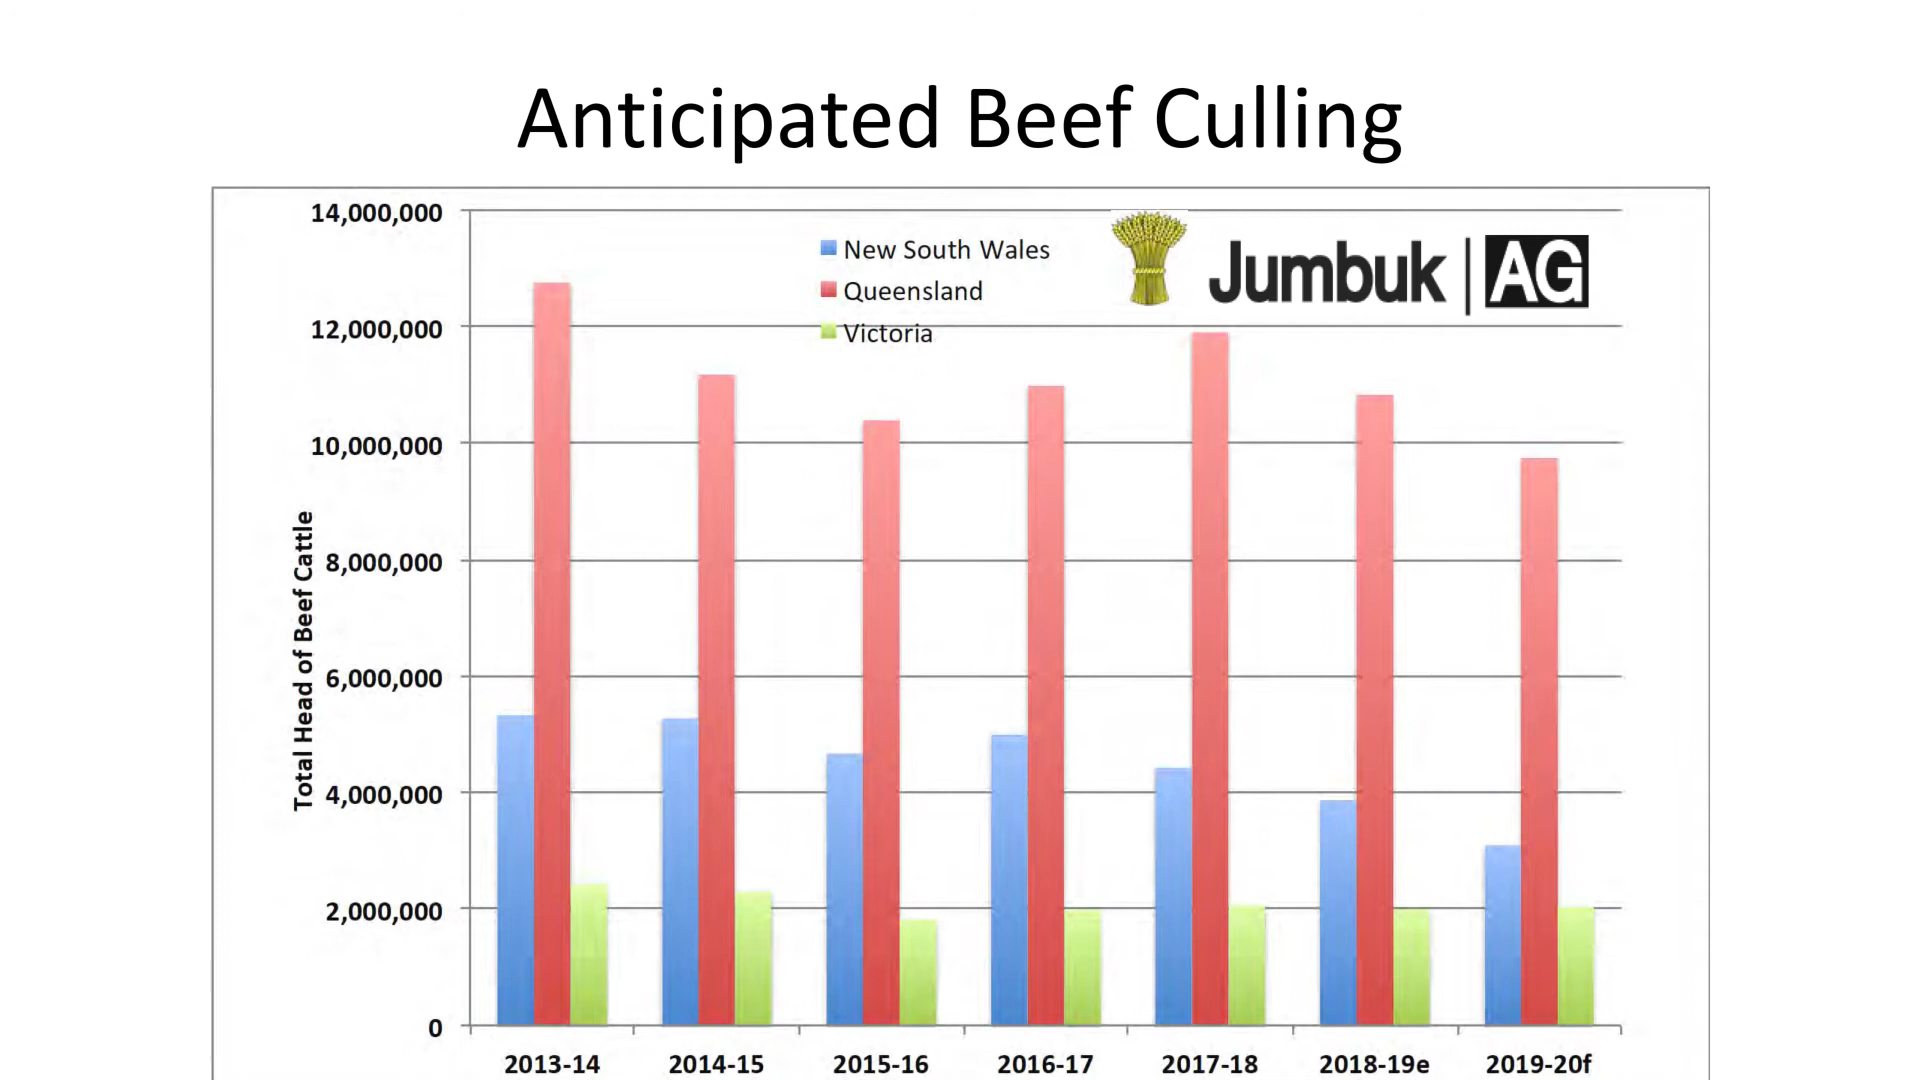 Anticipated Beef Culling
14,000,000
12,000,000
10,000,000
8,000,000
6,000,000
4,000,000
2,000,000
0
Total Head of Beef Cattle
New South Wales
Queensland
Victoria
Jumbuk | AG
2013-14 2014-15 2015-16 2016-17 2017-18 2018-19e 2019-20f